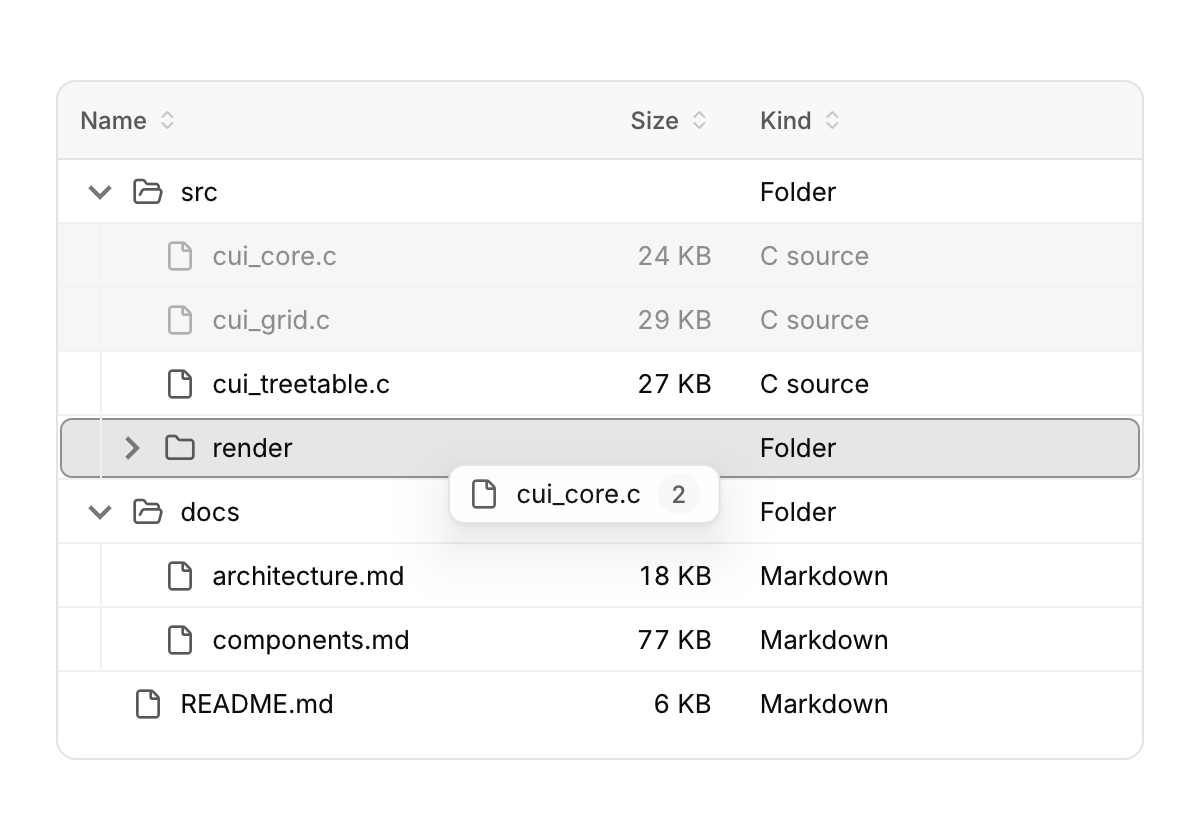 Name Size Kind
src Folder
cui_core.c 24 KB C source
cui_grid.c 29 KB C source
cui_treetable.c 27 KB C source
render Folder
cui_core.c 2
docs Folder
architecture.md 18 KB Markdown
components.md 77 KB Markdown
README.md 6 KB Markdown